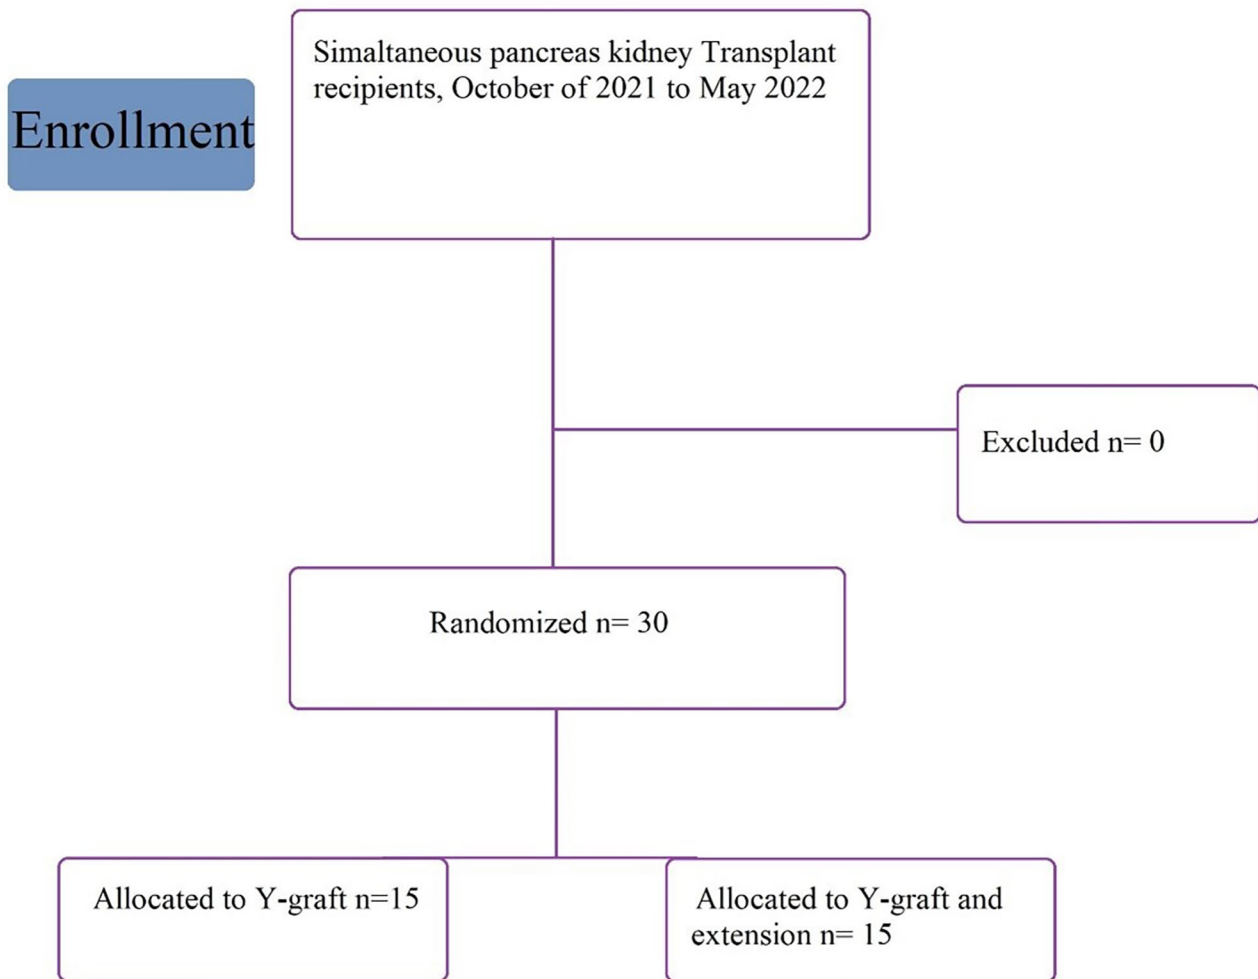 Simaltaneous pancreas kidney Transplant
recipients, October of 2021 to May 2022
Enrollment
Excluded n= 0
Randomized n= 30
Allocated to Y-graft n=15
Allocated to Y-graft and
extension n= 15